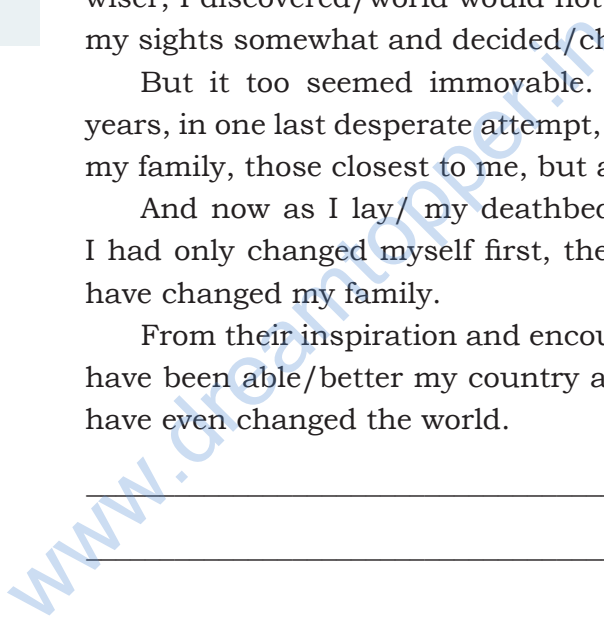 wiser, I discovered/world would not
my sights somewhat and decided/ch
But it too seemed immovable.
years, in one last desperate attempt,
my family, those closest to me, but a
And now as I lay/ my deathbed
I had only changed myself first, the
have changed my family.
From their inspiration and encou
have been able/better my country a
have even changed the world.
www.dreamtopper.in